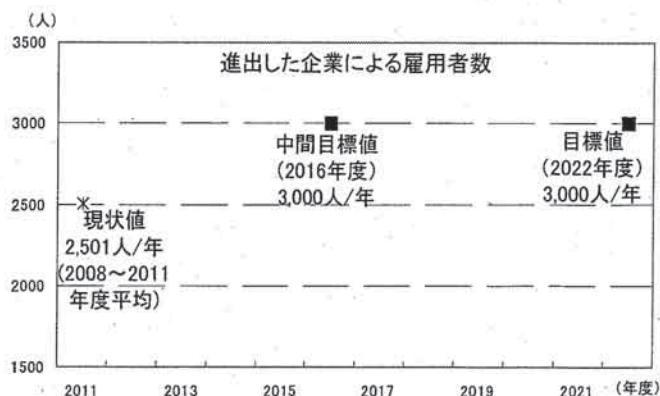 (人)
3500
進出した企業による雇用者数
3000
中間目標値
(2016年度)
3,000人/年
目標値
(2022年度)
3,000人/年
2500
現状値
2,501人/年
(2008～2011
年度平均)
2000
1500
2011 2013 2015 2017 2019 2021 (年度)